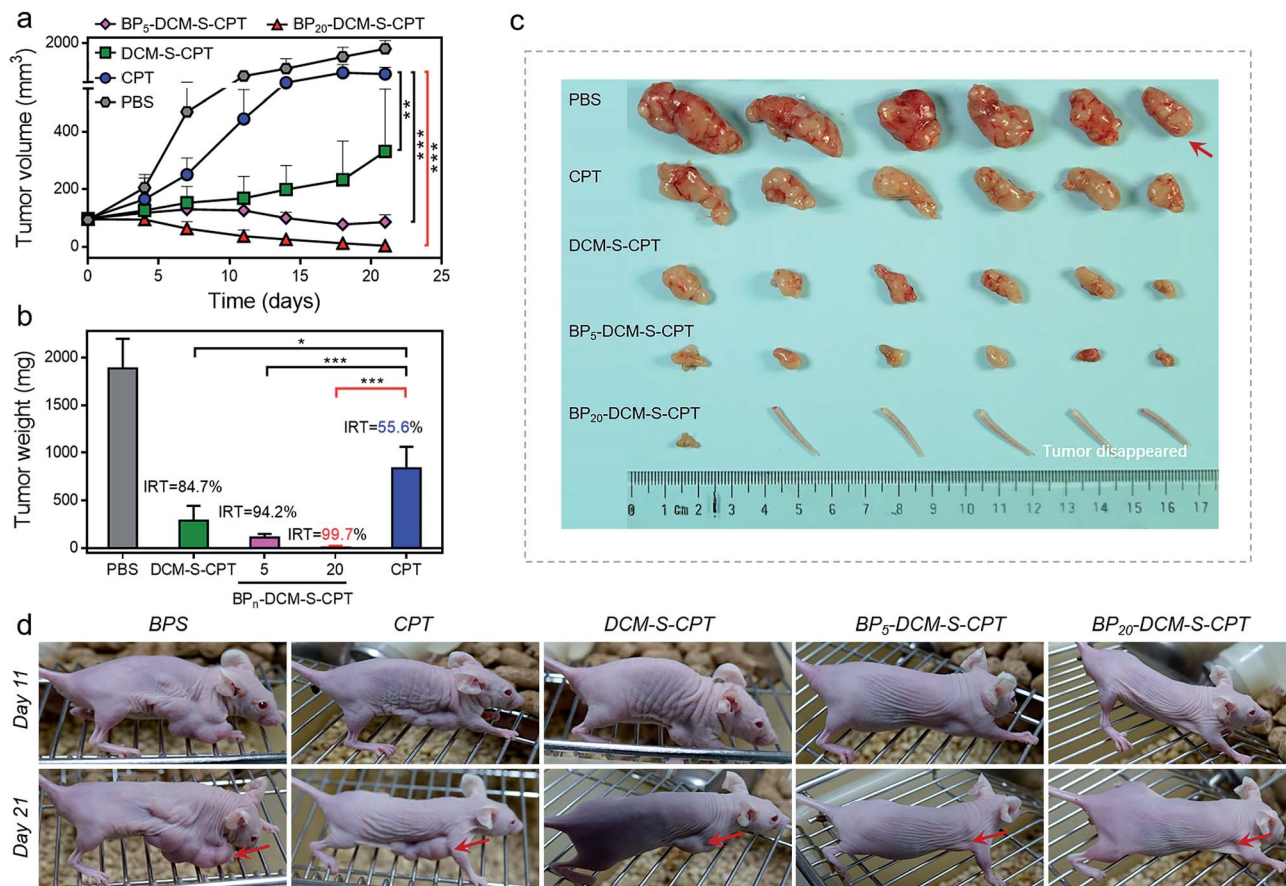 a
BP5-DCM-S-CPT
BP20-DCM-S-CPT
DCM-S-CPT
CPT
PBS
Tumor volume (mm3)
2000
400
200
0
**
***
***
0 5 10 15 20 25
Time (days)
b
Tumor weight (mg)
2000
1500
1000
500
0
*
***
***
IRT=84.7%
IRT=94.2%
IRT=99.7%
IRT=55.6%
PBS DCM-S-CPT 5 20 CPT
BPn-DCM-S-CPT
c
PBS
CPT
DCM-S-CPT
BP5-DCM-S-CPT
BP20-DCM-S-CPT
Tumor disappeared
0 1 cm 2 3 4 5 6 7 8 9 10 11 12 13 14 15 16 17
d
BPS CPT DCM-S-CPT BP5-DCM-S-CPT BP20-DCM-S-CPT
Day 11
Day 21